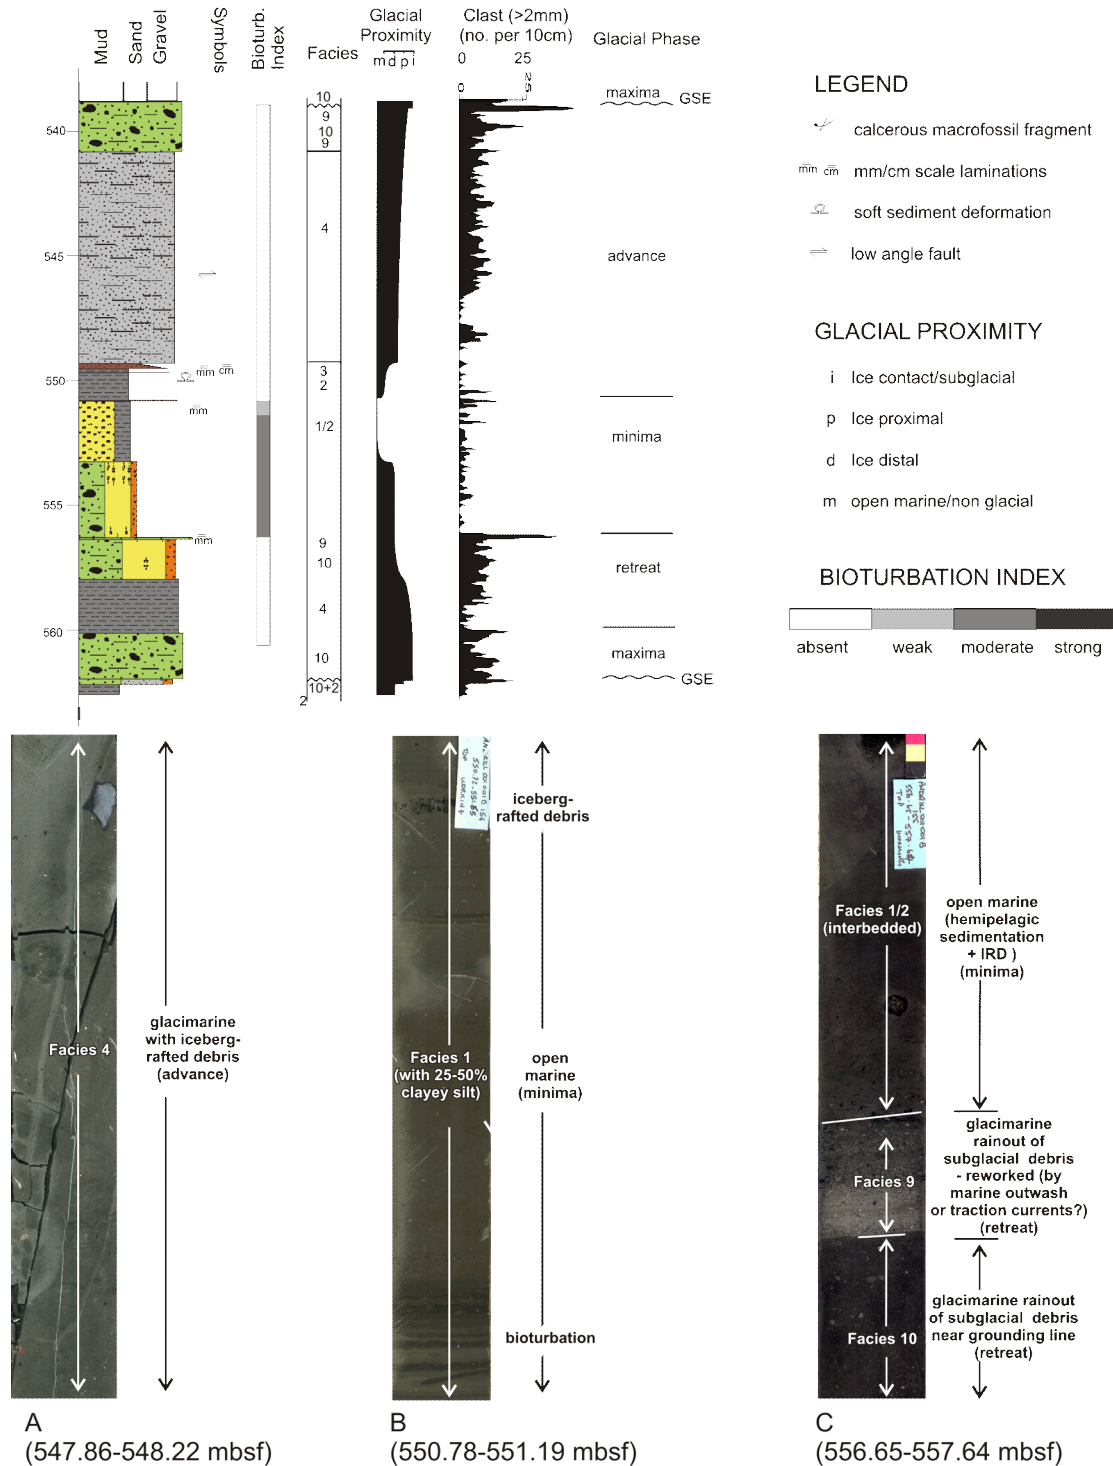 Mud
Sand
Gravel
Symbols
Bioturb.
Index
Facies
Glacial
Proximity
m d p i
Clast (>2mm)
(no. per 10cm)
0 25
0 25
Glacial Phase
540
545
550
555
560
mm cm
mm
mm
10
9
10
9
4
3
2
1/2
9
10
4
10
10+2
2
maxima
GSE
advance
minima
retreat
maxima
GSE
LEGEND
calcerous macrofossil fragment
mm cm mm/cm scale laminations
soft sediment deformation
low angle fault
GLACIAL PROXIMITY
i Ice contact/subglacial
p Ice proximal
d Ice distal
m open marine/non glacial
BIOTURBATION INDEX
absent weak moderate strong
Facies 4
glacimarine
with iceberg-
rafted debris
(advance)
A
(547.86-548.22 mbsf)
TOP
WORKING
Facies 1
(with 25-50%
clayey silt)
iceberg-
rafted debris
open
marine
(minima)
bioturbation
B
(550.78-551.19 mbsf)
TOP
Facies 1/2
(interbedded)
Facies 9
Facies 10
open marine
(hemipelagic
sedimentation
+ IRD )
(minima)
glacimarine
rainout of
subglacial debris
- reworked (by
marine outwash
or traction currents?)
(retreat)
glacimarine rainout
of subglacial debris
near grounding line
(retreat)
C
(556.65-557.64 mbsf)